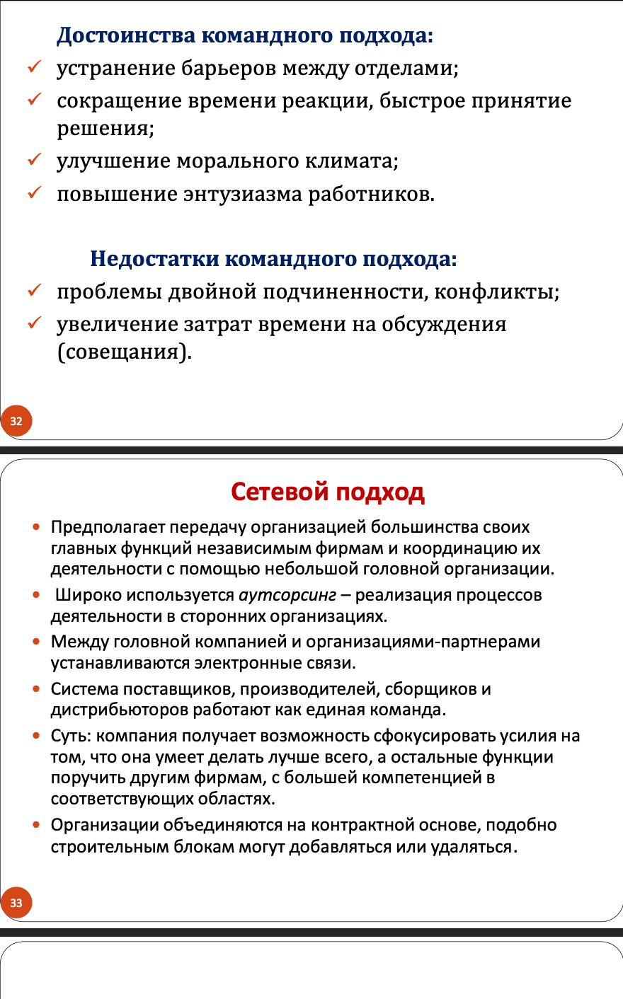 Достоинства командного подхода:
устранение барьеров между отделами;
сокращение времени реакции, быстрое принятие
решения;
улучшение морального климата;
повышение энтузиазма работников.
Недостатки командного подхода:
проблемы двойной подчиненности, конфликты;
увеличение затрат времени на обсуждения
(совещания).
32
Сетевой подход
Предполагает передачу организацией большинства своих
главных функций независимым фирмам и координацию их
деятельности с помощью небольшой головной организации.
Широко используется аутсорсинг – реализация процессов
деятельности в сторонних организациях.
Между головной компанией и организациями-партнерами
устанавливаются электронные связи.
Система поставщиков, производителей, сборщиков и
дистрибьюторов работают как единая команда.
Суть: компания получает возможность сфокусировать усилия на
том, что она умеет делать лучше всего, а остальные функции
поручить другим фирмам, с большей компетенцией в
соответствующих областях.
Организации объединяются на контрактной основе, подобно
строительным блокам могут добавляться или удаляться.
33